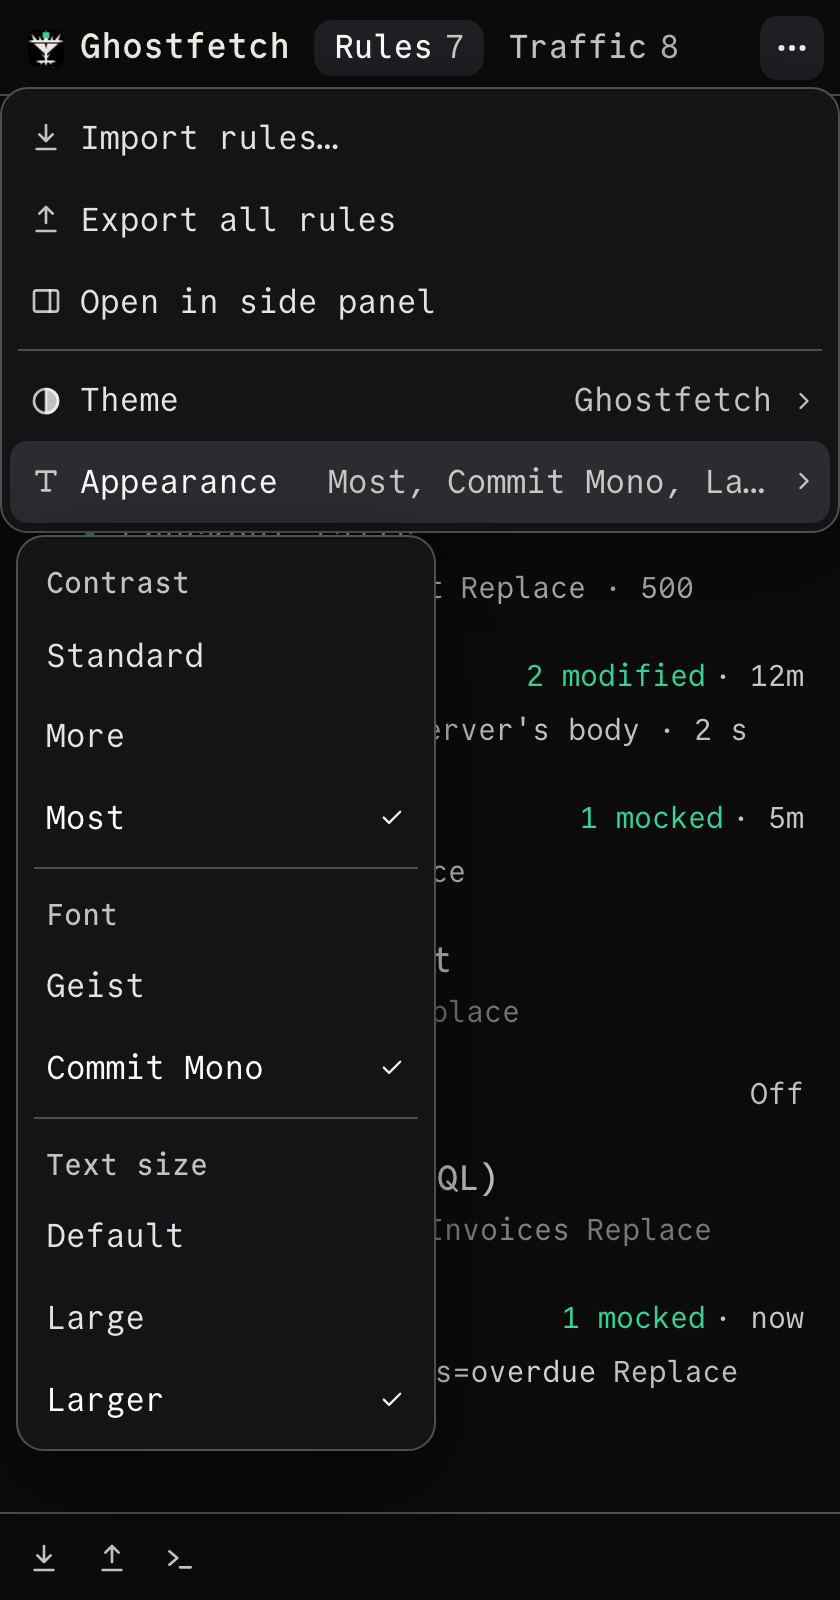 Ghostfetch Rules 7 Traffic 8
Import rules…
Export all rules
Open in side panel
Theme Ghostfetch
Appearance Most, Commit Mono, La…
Contrast
t Replace · 500
Standard
2 modified · 12m
More
erver's body · 2 s
Most
1 mocked · 5m
ce
Font
t
Geist
place
Commit Mono
Off
Text size
QL)
Default
Invoices Replace
Large
1 mocked · now
s=overdue Replace
Larger